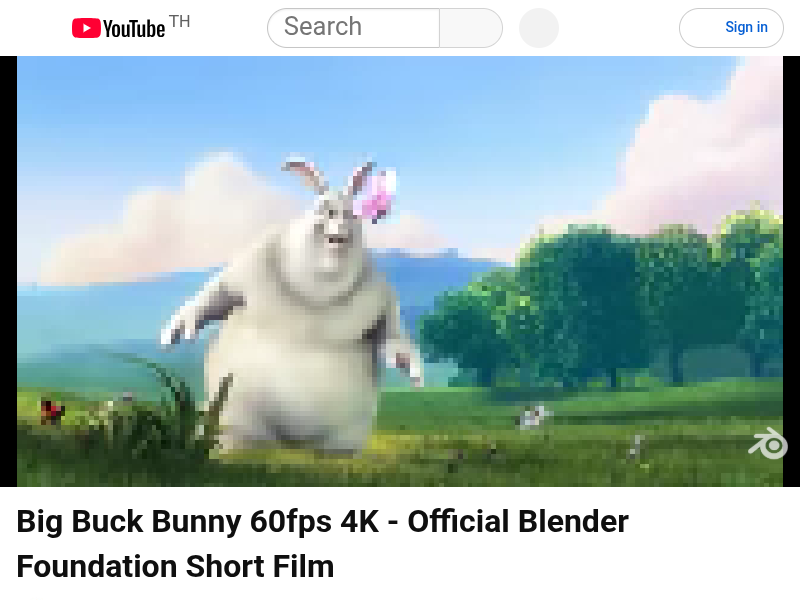 YouTube TH
Search
Sign in
Big Buck Bunny 60fps 4K - Official Blender
Foundation Short Film